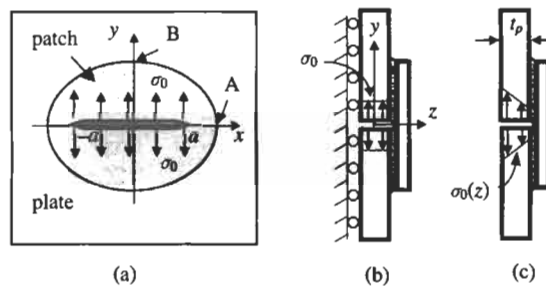 patch
y
B
σ₀
A
-a
a
x
σ₀
plate
(a)
σ₀
y
z
(b)
tₚ
σ₀(z)
(c)